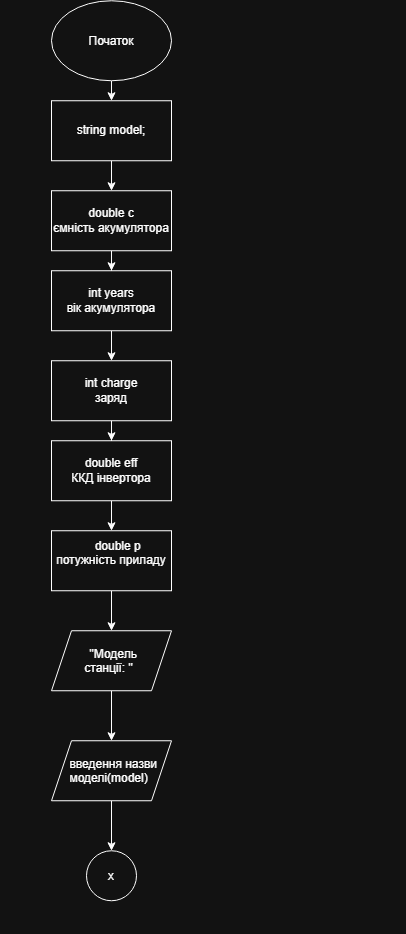 Початок
string model;
double c
ємність акумулятора
int years
вік акумулятора
int charge
заряд
double eff
ККД інвертора
double p
потужність приладу
"Модель
станції: "
введення назви
моделі(model)
x